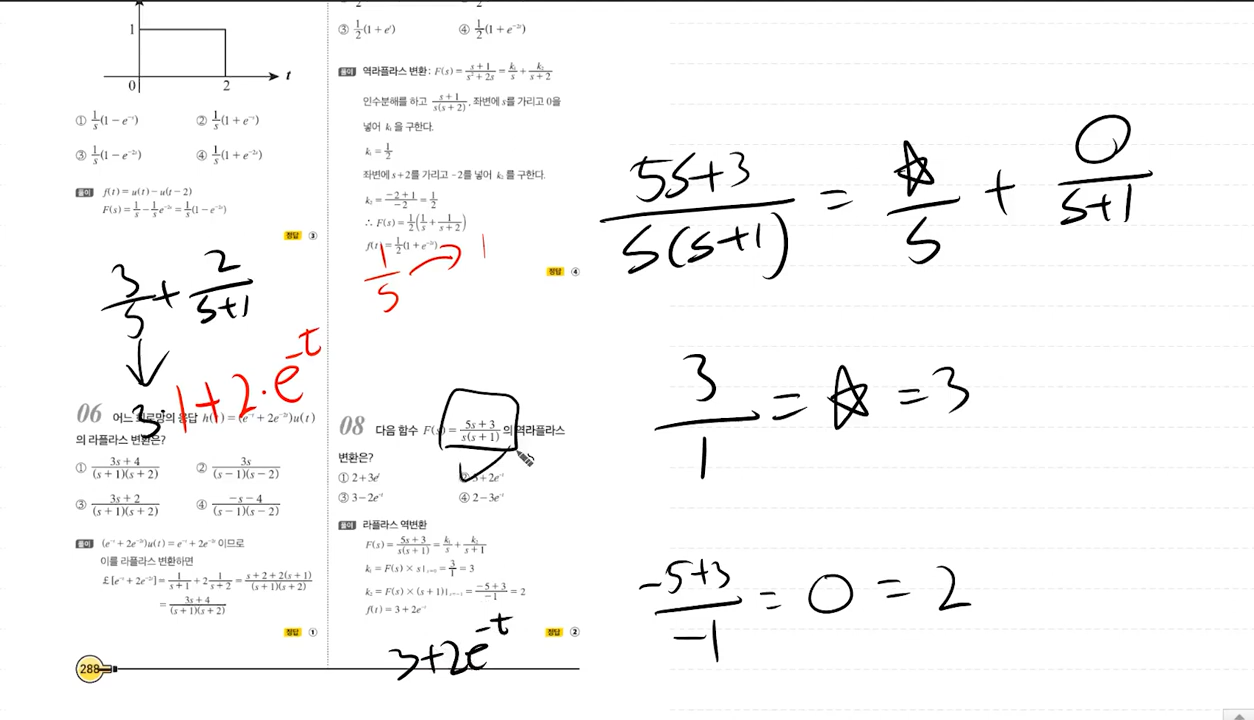 1
0
2
t
① 1/s(1−e⁻ᵗ) ② 1/s(1+e⁻ᵗ)
③ 1/s(1−e⁻²ˢ) ④ 1/s(1+e⁻²ˢ)
풀이 f(t)=u(t)−u(t−2)
F(s)=1/s−1/s e⁻²ˢ=1/s(1−e⁻²ˢ)
정답 ③
3/s + 2/(s+1)
3·1+2·e⁻ᵗ
06 어느 회로망의 응답 h(t)=(e⁻ᵗ+2e⁻²ᵗ)u(t)
의 라플라스 변환은?
① (3s+4)/((s+1)(s+2)) ② 3s/((s−1)(s−2))
③ (3s+2)/((s+1)(s+2)) ④ (−s−4)/((s−1)(s−2))
풀이 (e⁻ᵗ+2e⁻²ᵗ)u(t)=e⁻ᵗ+2e⁻²ᵗ 이므로
이를 라플라스 변환하면
£[e⁻ᵗ+2e⁻²ᵗ]=1/(s+1)+2 1/(s+2)=(s+2+2(s+1))/((s+1)(s+2))
=(3s+4)/((s+1)(s+2))
정답 ①
288
③ 1/2(1+eᵗ) ④ 1/2(1+e⁻²ᵗ)
풀이 역라플라스 변환: F(s)=(s+1)/(s²+2s)=k₁/s+k₂/(s+2)
인수분해를 하고 (s+1)/(s(s+2)), 좌변에 s를 가리고 0을
넣어 k₁을 구한다.
k₁=1/2
좌변에 s+2를 가리고 −2를 넣어 k₂를 구한다.
k₂=(−2+1)/−2=1/2
∴ F(s)=1/2(1/s+1/(s+2))
f(t)=1/2(1+e⁻²ᵗ)
정답 ④
1/s 1
08 다음 함수 F(s)=(5s+3)/(s(s+1))의 역라플라스
변환은?
① 2+3eᵗ ② 3+2e⁻ᵗ
③ 3−2e⁻ᵗ ④ 2−3e⁻ᵗ
풀이 라플라스 역변환
F(s)=(5s+3)/(s(s+1))=k₁/s+k₂/(s+1)
k₁=F(s)×s|ₛ₌₀=3/1=3
k₂=F(s)×(s+1)|ₛ₌₋₁=(−5+3)/−1=2
f(t)=3+2e⁻ᵗ
정답 ②
3+2e⁻ᵗ
(5s+3)/(s(s+1)) = ☆/s + O/(s+1)
3/1 = ☆ = 3
(−5+3)/−1 = O = 2